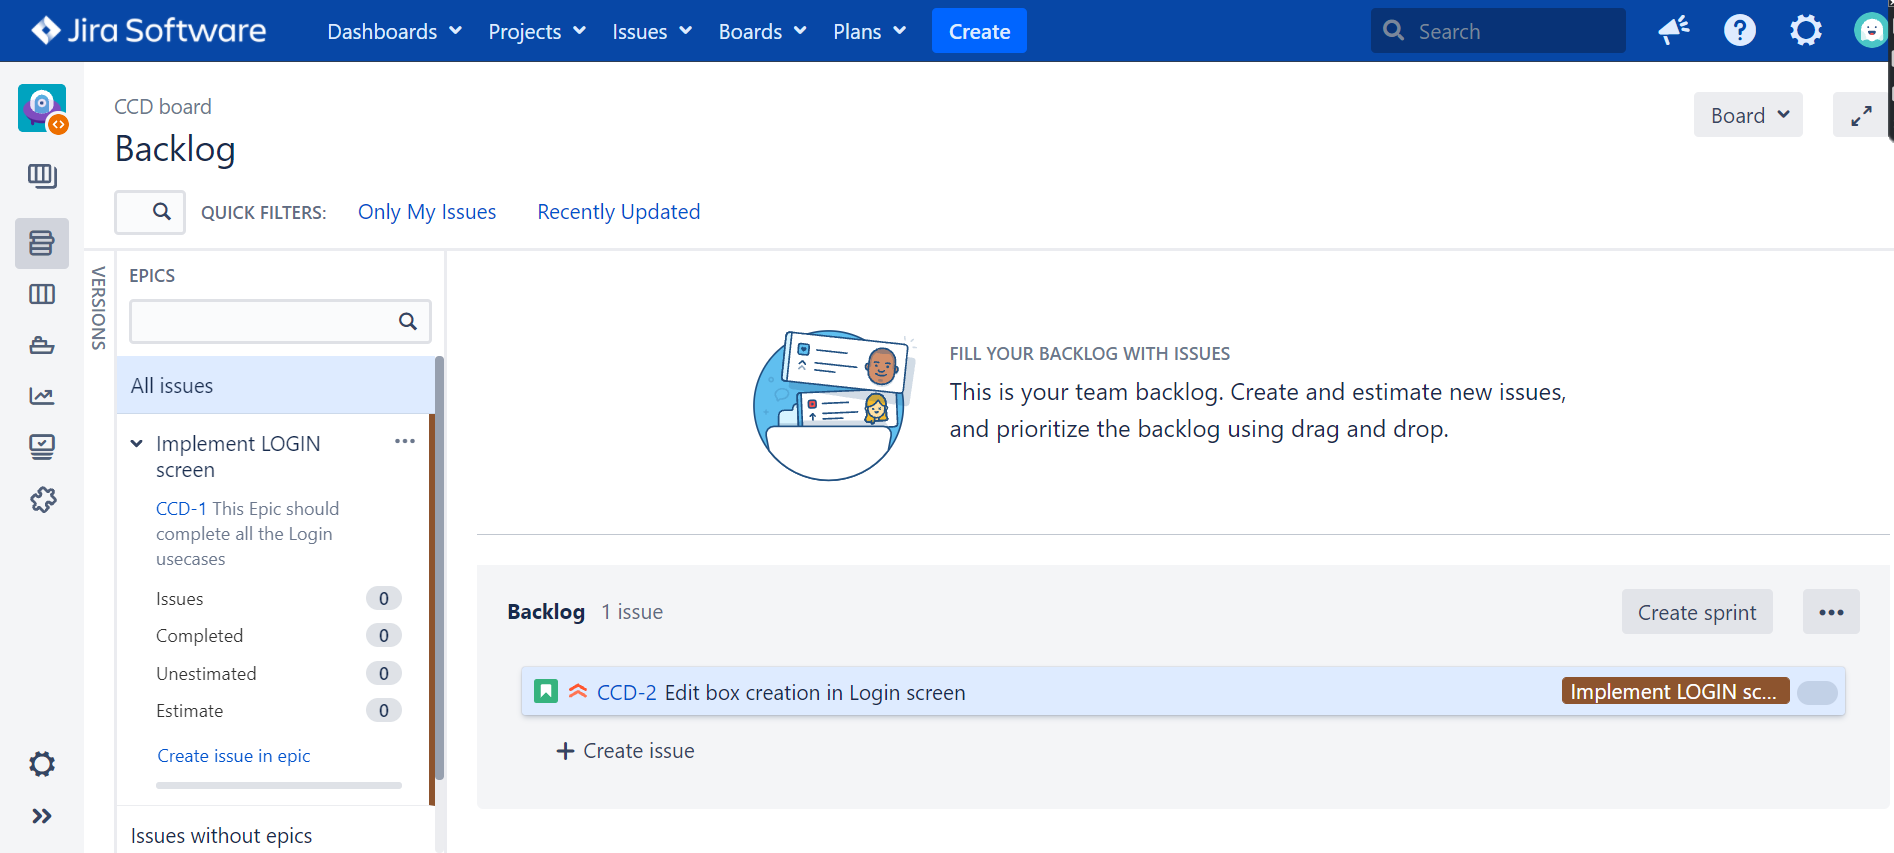 Jira Software
Dashboards Projects Issues Boards Plans Create Search
CCD board
Backlog
Board
QUICK FILTERS: Only My Issues Recently Updated
VERSIONS
EPICS
All issues
Implement LOGIN
screen
CCD-1 This Epic should
complete all the Login
usecases
Issues 0
Completed 0
Unestimated 0
Estimate 0
Create issue in epic
Issues without epics
FILL YOUR BACKLOG WITH ISSUES
This is your team backlog. Create and estimate new issues,
and prioritize the backlog using drag and drop.
Backlog 1 issue
Create sprint
CCD-2 Edit box creation in Login screen
Implement LOGIN sc...
+ Create issue